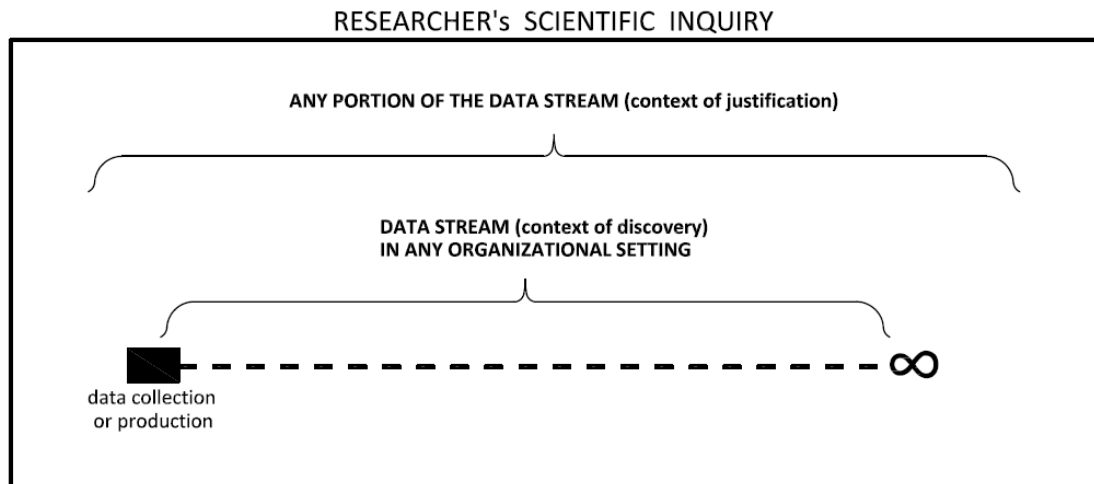 RESEARCHER's SCIENTIFIC INQUIRY
ANY PORTION OF THE DATA STREAM (context of justification)
DATA STREAM (context of discovery)
IN ANY ORGANIZATIONAL SETTING
∞
data collection
or production